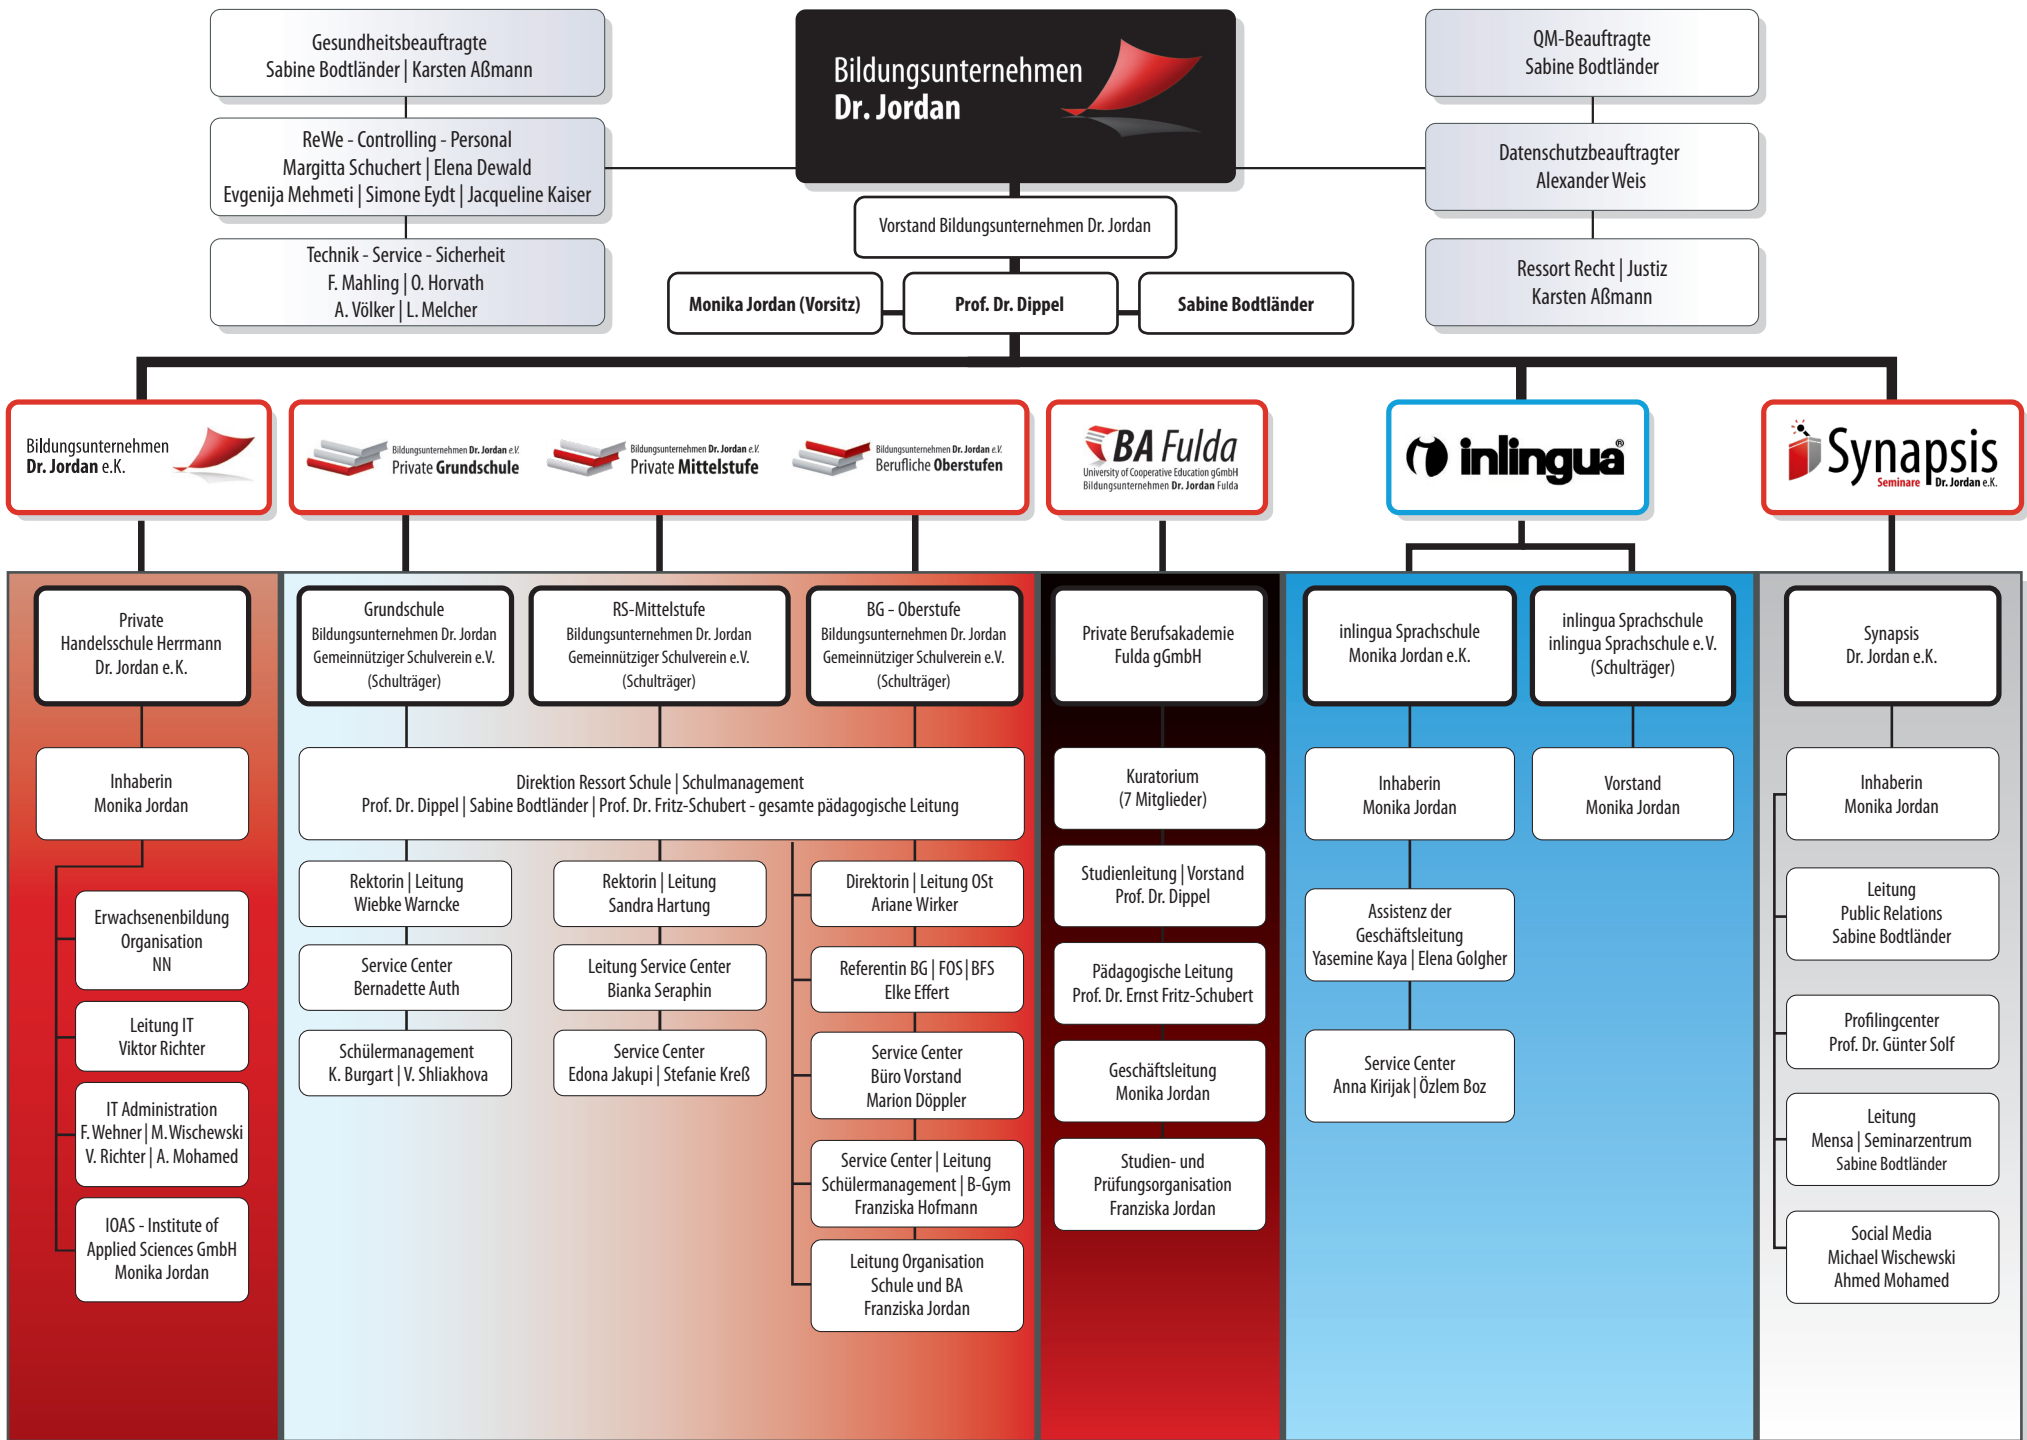 Gesundheitsbeauftragte
Sabine Bodtländer | Karsten Aßmann
ReWe - Controlling - Personal
Margitta Schuchert | Elena Dewald
Evgenija Mehmeti | Simone Eydt | Jacqueline Kaiser
Technik - Service - Sicherheit
F. Mahling | O. Horvath
A. Völker | L. Melcher
Bildungsunternehmen
Dr. Jordan
Vorstand Bildungsunternehmen Dr. Jordan
Monika Jordan (Vorsitz)
Prof. Dr. Dippel
Sabine Bodtländer
QM-Beauftragte
Sabine Bodtländer
Datenschutzbeauftragter
Alexander Weis
Ressort Recht | Justiz
Karsten Aßmann
Bildungsunternehmen
Dr. Jordan e.K.
Bildungsunternehmen Dr. Jordan e.V.
Private Grundschule
Bildungsunternehmen Dr. Jordan e.V.
Private Mittelstufe
Bildungsunternehmen Dr. Jordan e.V.
Berufliche Oberstufen
BA Fulda
University of Cooperative Education gGmbH
Bildungsunternehmen Dr. Jordan Fulda
inlingua®
Synapsis
Seminare Dr. Jordan e.K.
Private
Handelsschule Herrmann
Dr. Jordan e.K.
Inhaberin
Monika Jordan
Erwachsenenbildung
Organisation
NN
Leitung IT
Viktor Richter
IT Administration
F. Wehner | M. Wischewski
V. Richter | A. Mohamed
IOAS - Institute of
Applied Sciences GmbH
Monika Jordan
Grundschule
Bildungsunternehmen Dr. Jordan
Gemeinnütziger Schulverein e.V.
(Schulträger)
RS-Mittelstufe
Bildungsunternehmen Dr. Jordan
Gemeinnütziger Schulverein e.V.
(Schulträger)
BG - Oberstufe
Bildungsunternehmen Dr. Jordan
Gemeinnütziger Schulverein e.V.
(Schulträger)
Direktion Ressort Schule | Schulmanagement
Prof. Dr. Dippel | Sabine Bodtländer | Prof. Dr. Fritz-Schubert - gesamte pädagogische Leitung
Rektorin | Leitung
Wiebke Warncke
Service Center
Bernadette Auth
Schülermanagement
K. Burgart | V. Shliakhova
Rektorin | Leitung
Sandra Hartung
Leitung Service Center
Bianka Seraphin
Service Center
Edona Jakupi | Stefanie Kreß
Direktorin | Leitung OSt
Ariane Wirker
Referentin BG | FOS | BFS
Elke Effert
Service Center
Büro Vorstand
Marion Döppler
Service Center | Leitung
Schülermanagement | B-Gym
Franziska Hofmann
Leitung Organisation
Schule und BA
Franziska Jordan
Private Berufsakademie
Fulda gGmbH
Kuratorium
(7 Mitglieder)
Studienleitung | Vorstand
Prof. Dr. Dippel
Pädagogische Leitung
Prof. Dr. Ernst Fritz-Schubert
Geschäftsleitung
Monika Jordan
Studien- und
Prüfungsorganisation
Franziska Jordan
inlingua Sprachschule
Monika Jordan e.K.
Inhaberin
Monika Jordan
Assistenz der
Geschäftsleitung
Yasemine Kaya | Elena Golgher
Service Center
Anna Kirijak | Özlem Boz
inlingua Sprachschule
inlingua Sprachschule e.V.
(Schulträger)
Vorstand
Monika Jordan
Synapsis
Dr. Jordan e.K.
Inhaberin
Monika Jordan
Leitung
Public Relations
Sabine Bodtländer
Profilingcenter
Prof. Dr. Günter Solf
Leitung
Mensa | Seminarzentrum
Sabine Bodtländer
Social Media
Michael Wischewski
Ahmed Mohamed